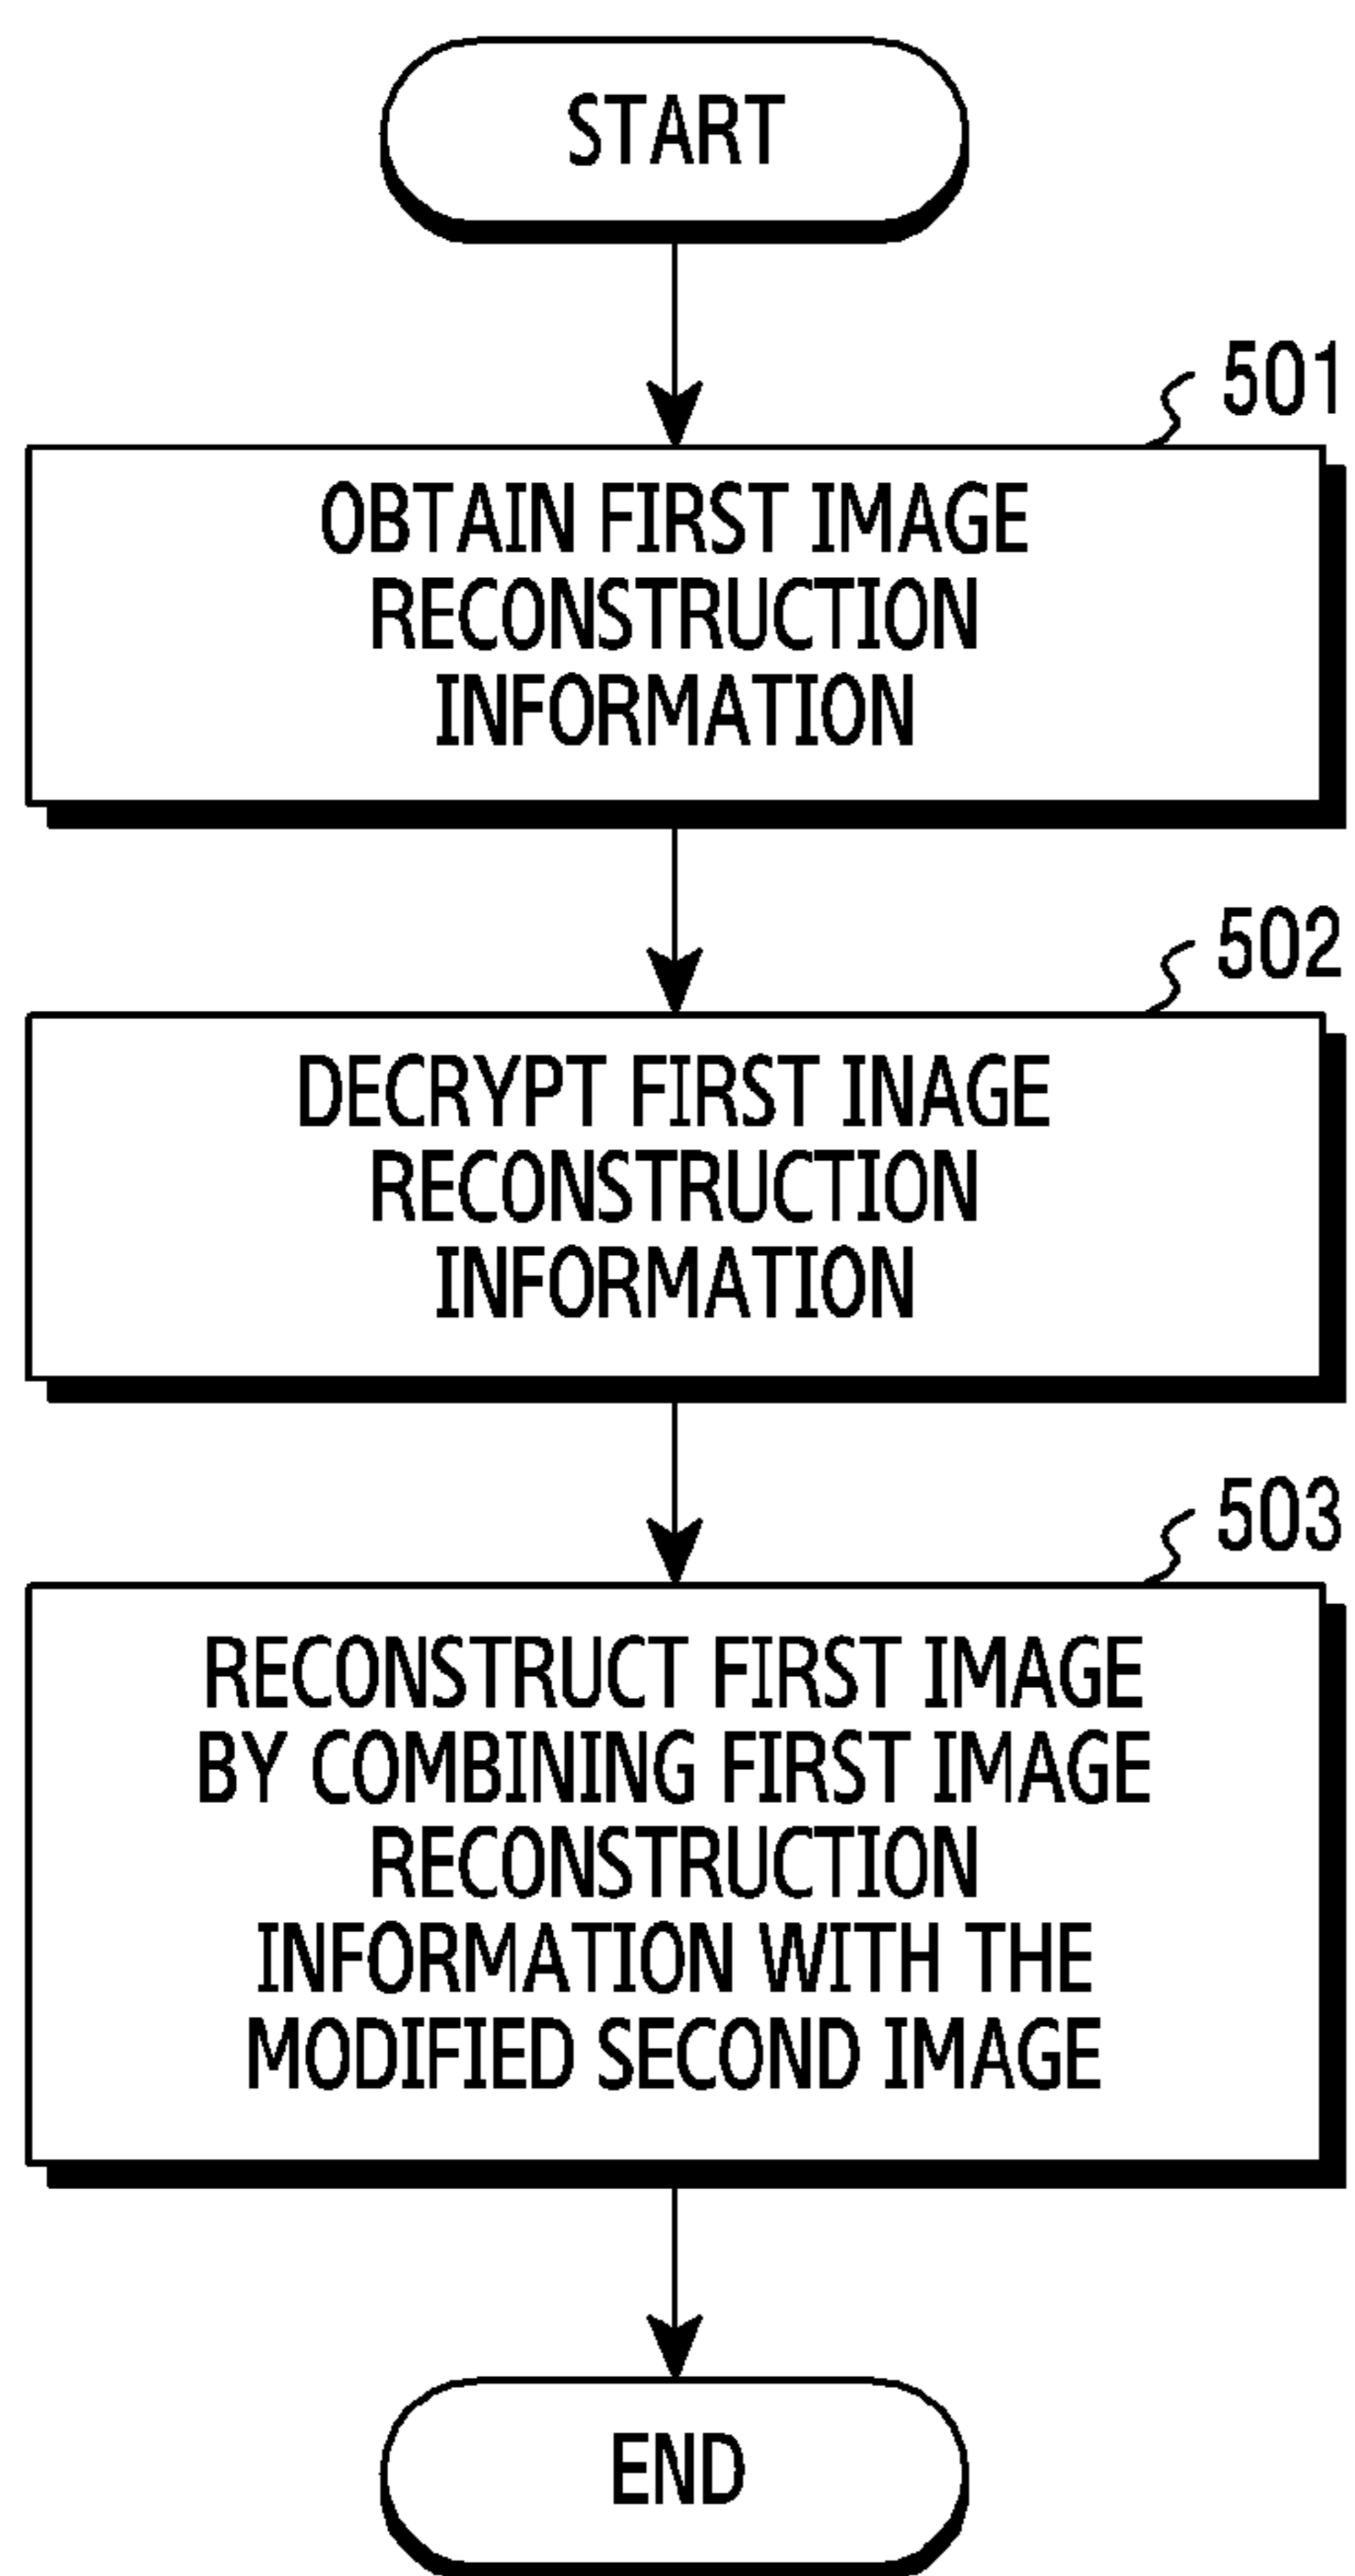 START
501
OBTAIN FIRST IMAGE
RECONSTRUCTION
INFORMATION
502
DECRYPT FIRST INAGE
RECONSTRUCTION
INFORMATION
503
RECONSTRUCT FIRST IMAGE
BY COMBINING FIRST IMAGE
RECONSTRUCTION
INFORMATION WITH THE
MODIFIED SECOND IMAGE
END